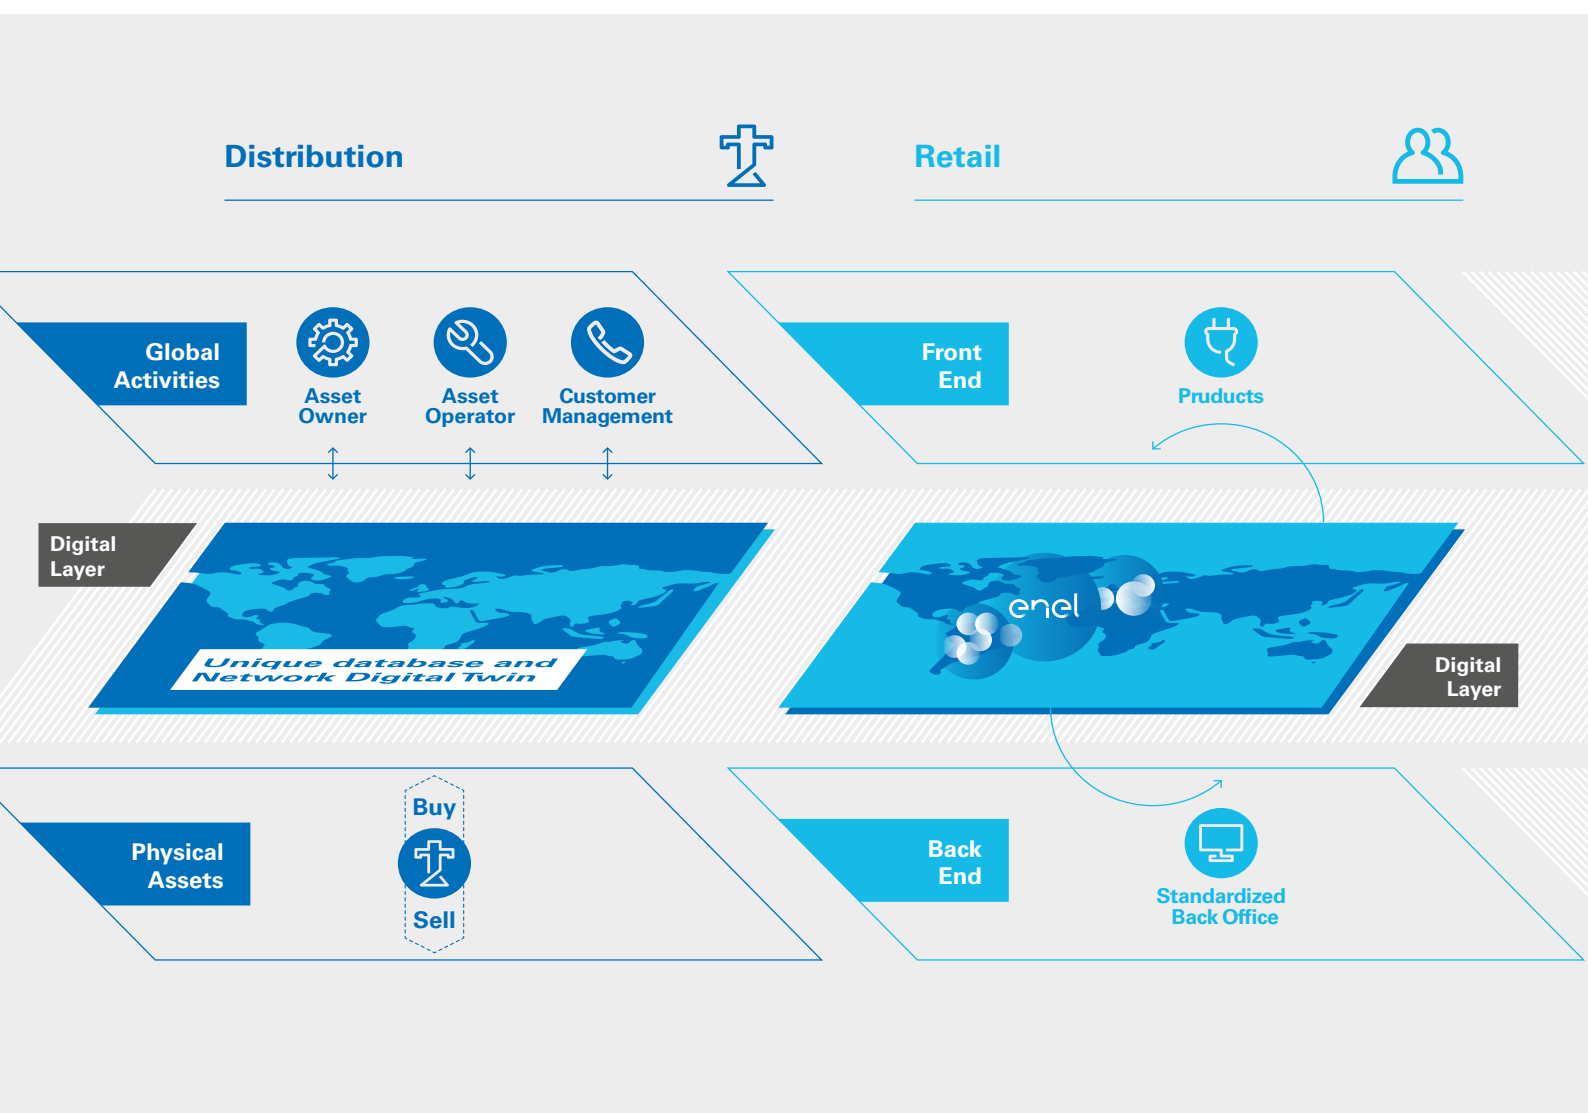 Distribution
Retail
Global
Activities
Asset
Owner
Asset
Operator
Customer
Management
Front
End
Pruducts
Digital
Layer
Unique database and
Network Digital Twin
enel
Digital
Layer
Physical
Assets
Buy
Sell
Back
End
Standardized
Back Office